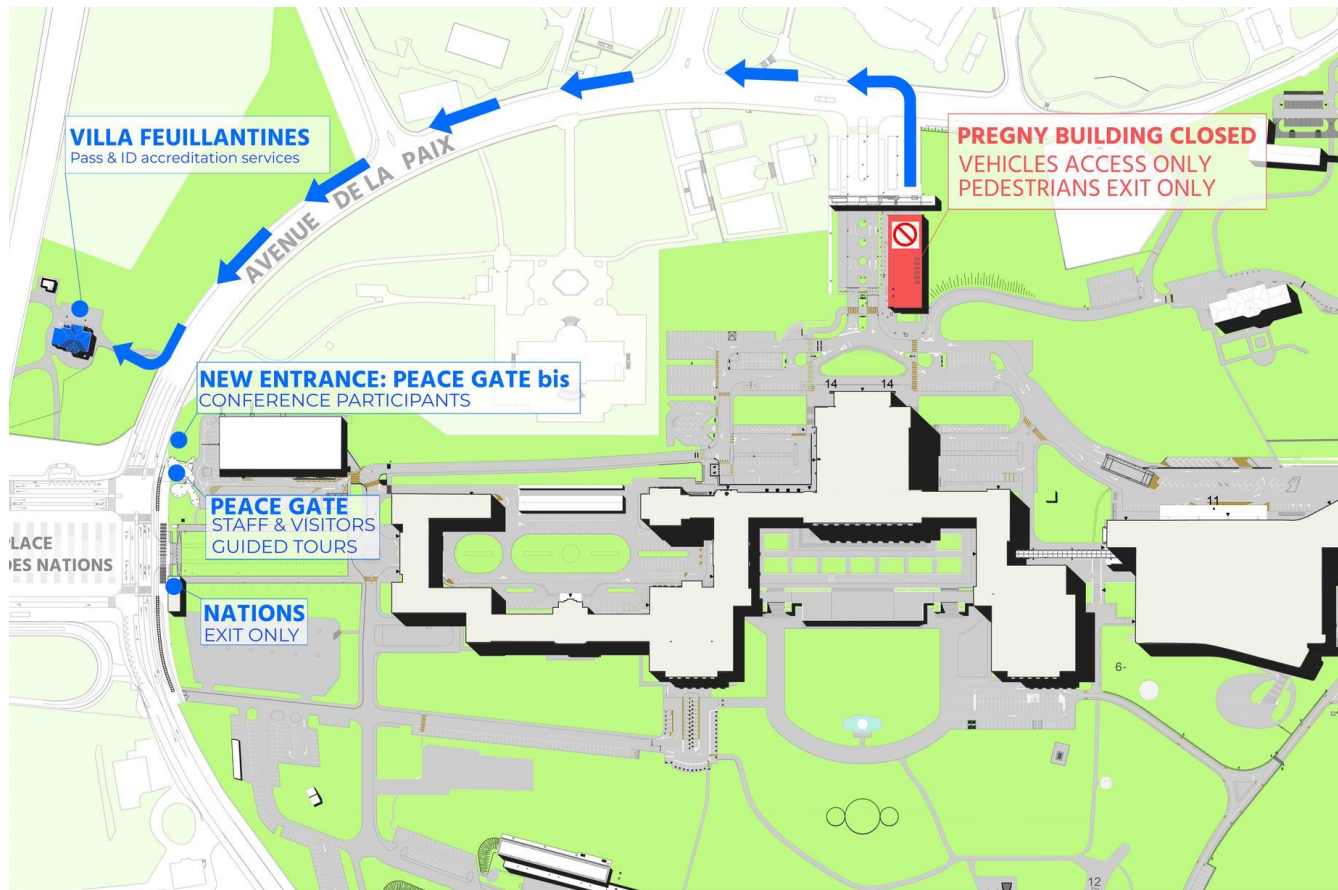 VILLA FEUILLANTINES
Pass & ID accreditation services
AVENUE DE LA PAIX
PREGNY BUILDING CLOSED
VEHICLES ACCESS ONLY
PEDESTRIANS EXIT ONLY
NEW ENTRANCE: PEACE GATE bis
CONFERENCE PARTICIPANTS
14 14
PEACE GATE
STAFF & VISITORS
GUIDED TOURS
11
PLACE
DES NATIONS
NATIONS
EXIT ONLY
6-
12